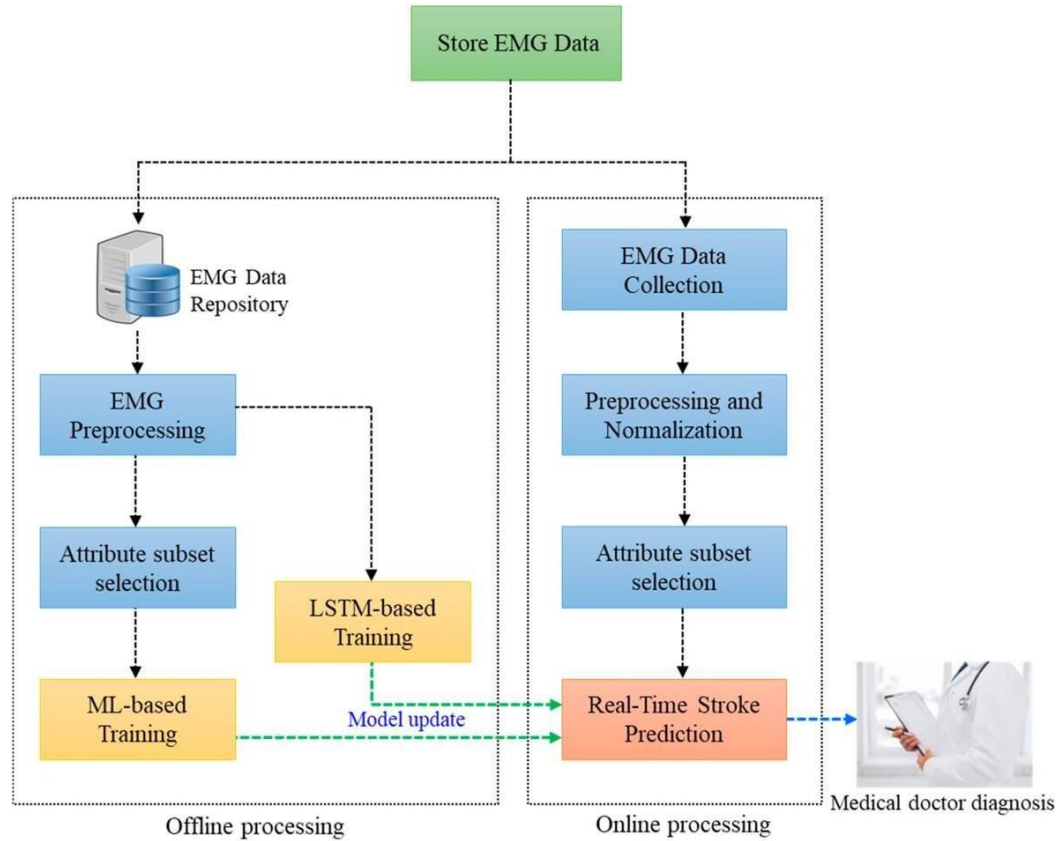 Store EMG Data
EMG Data
Repository
EMG
Preprocessing
Attribute subset
selection
ML-based
Training
LSTM-based
Training
Model update
Offline processing
EMG Data
Collection
Preprocessing and
Normalization
Attribute subset
selection
Real-Time Stroke
Prediction
Online processing
Medical doctor diagnosis